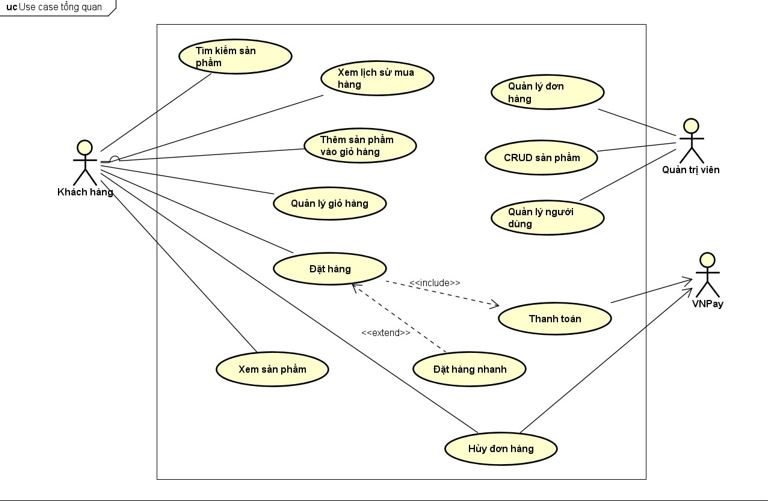 uc Use case tổng quan
Tìm kiếm sản
phẩm
Xem lịch sử mua
hàng
Quản lý đơn
hàng
Thêm sản phẩm
vào giỏ hàng
CRUD sản phẩm
Quản trị viên
Khách hàng
Quản lý giỏ hàng
Quản lý người
dùng
Đặt hàng
<<include>>
VNPay
Thanh toán
<<extend>>
Xem sản phẩm
Đặt hàng nhanh
Hủy đơn hàng